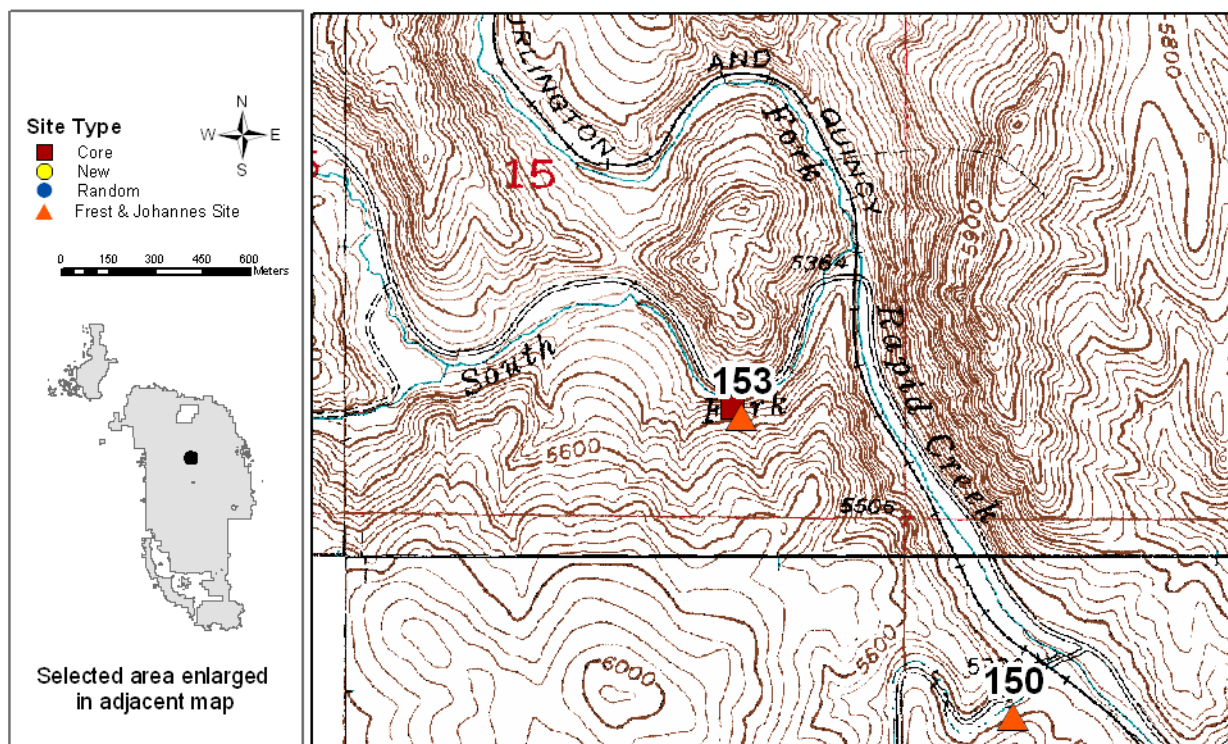 N
W E
S
Site Type
Core
New
Random
Frest & Johannes Site
0 150 300 450 600
Meters
Selected area enlarged
in adjacent map
URLINGTON
AND
QUINCY
Fork
15
5800
5900
5364
South
Fork
153
Rapid Creek
5600
5506
6000
5600
150